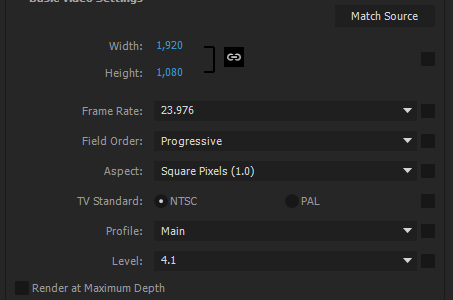 Basic Video Settings
Match Source
Width: 1,920
Height: 1,080
Frame Rate: 23.976
Field Order: Progressive
Aspect: Square Pixels (1.0)
TV Standard: NTSC PAL
Profile: Main
Level: 4.1
Render at Maximum Depth